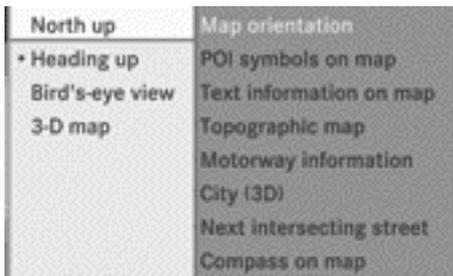 North up
• Heading up
Bird's-eye view
3-D map
Map orientation
POI symbols on map
Text information on map
Topographic map
Motorway information
City (3D)
Next intersecting street
Compass on map